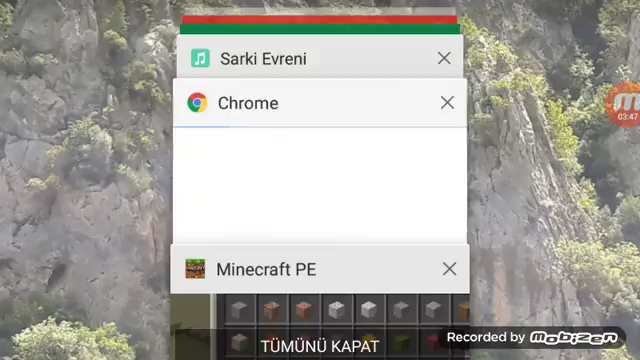 Sarki Evreni
Chrome
03:47
Minecraft PE
Recorded by mobizen
TÜMÜNÜ KAPAT